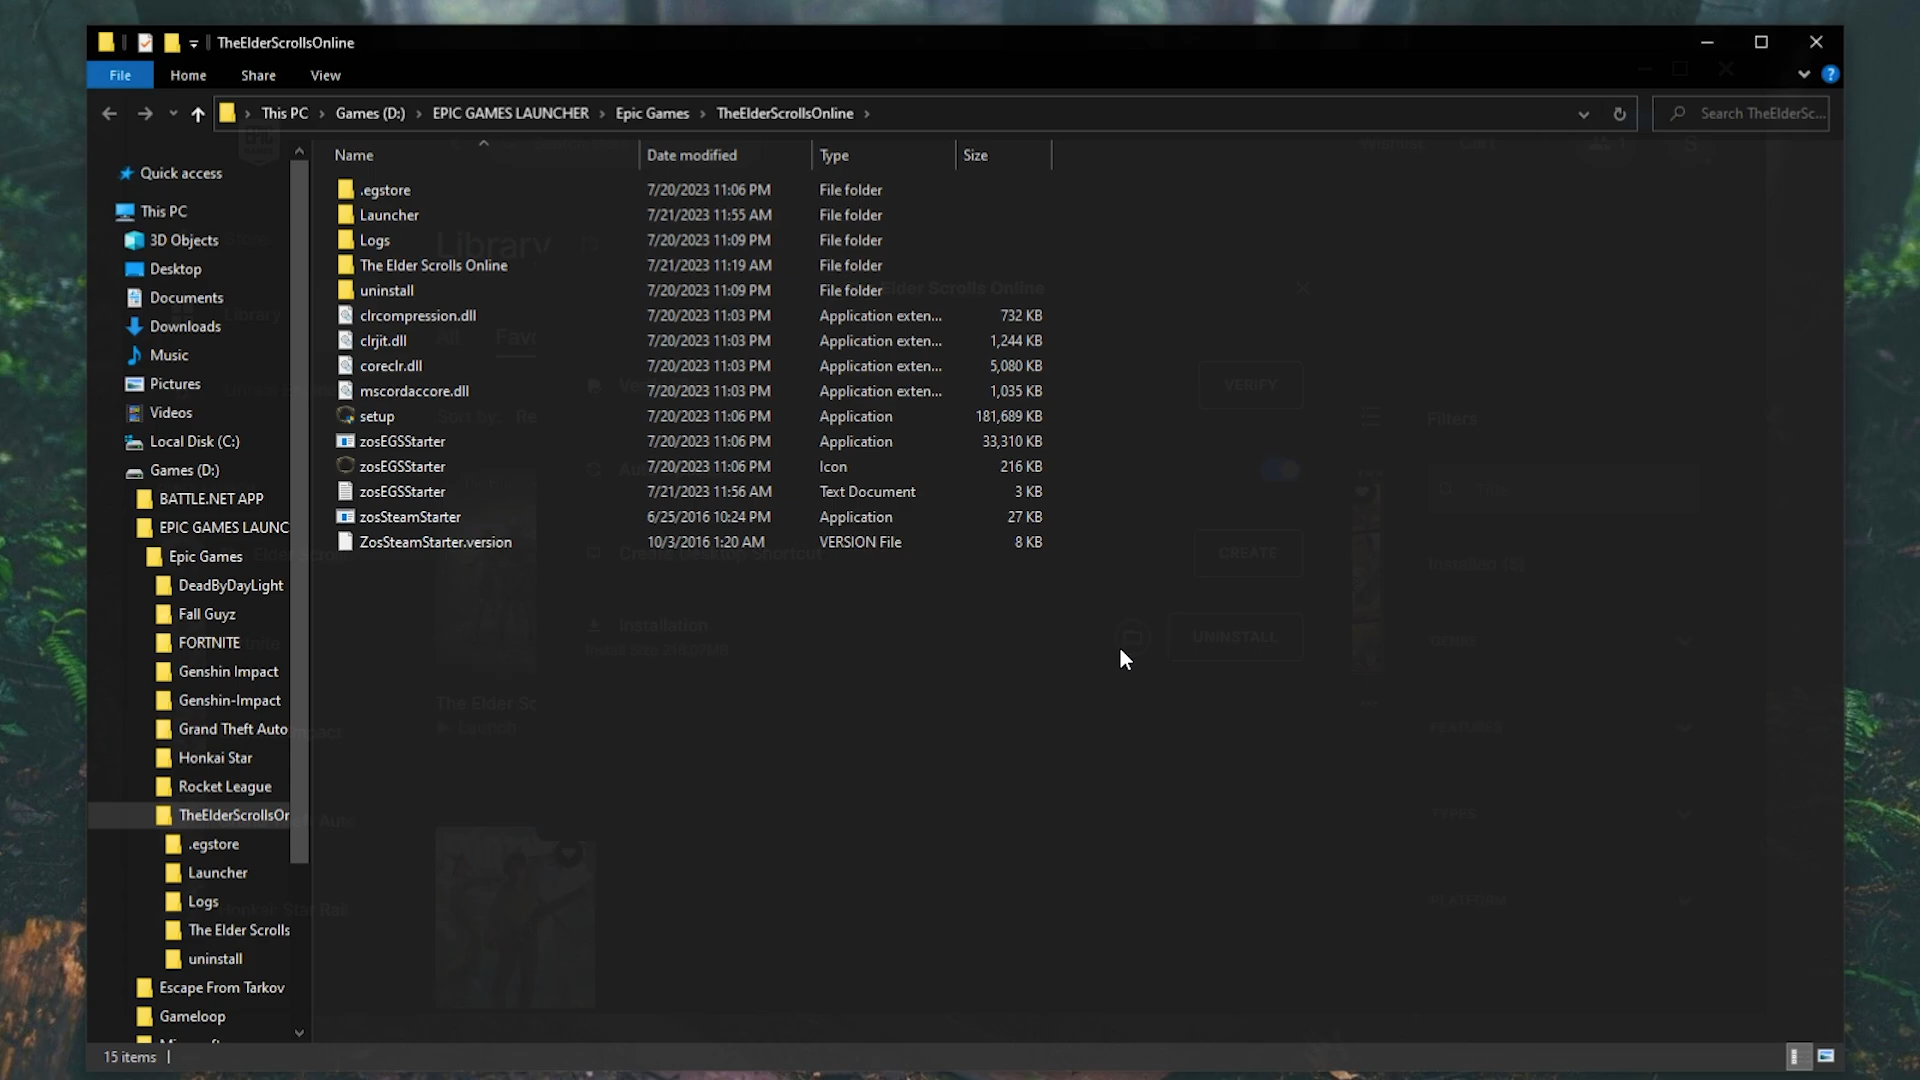 TheElderScrollsOnline
File Home Share View
This PC Games (D:) EPIC GAMES LAUNCHER Epic Games TheElderScrollsOnline
Search TheElderSc...
Name Date modified Type Size
Quick access
This PC
3D Objects
Desktop
Documents
Downloads
Music
Pictures
Videos
Local Disk (C:)
Games (D:)
BATTLE.NET APP
EPIC GAMES LAUNC
Epic Games
DeadByDayLight
Fall Guyz
FORTNITE
Genshin Impact
Genshin-Impact
Grand Theft Auto
Honkai Star
Rocket League
TheElderScrollsOn
.egstore
Launcher
Logs
The Elder Scrolls
uninstall
Escape From Tarkov
Gameloop
.egstore 7/20/2023 11:06 PM File folder
Launcher 7/21/2023 11:55 AM File folder
Logs 7/20/2023 11:09 PM File folder
The Elder Scrolls Online 7/21/2023 11:19 AM File folder
uninstall 7/20/2023 11:09 PM File folder
clrcompression.dll 7/20/2023 11:03 PM Application exten... 732 KB
clrjit.dll 7/20/2023 11:03 PM Application exten... 1,244 KB
coreclr.dll 7/20/2023 11:03 PM Application exten... 5,080 KB
mscordaccore.dll 7/20/2023 11:03 PM Application exten... 1,035 KB
setup 7/20/2023 11:06 PM Application 181,689 KB
zosEGSStarter 7/20/2023 11:06 PM Application 33,310 KB
zosEGSStarter 7/20/2023 11:06 PM Icon 216 KB
zosEGSStarter 7/21/2023 11:56 AM Text Document 3 KB
zosSteamStarter 6/25/2016 10:24 PM Application 27 KB
ZosSteamStarter.version 10/3/2016 1:20 AM VERSION File 8 KB
Library
Elder Scrolls Online
VERIFY
Filters
CREATE
Installation
UNINSTALL
Launch
15 items